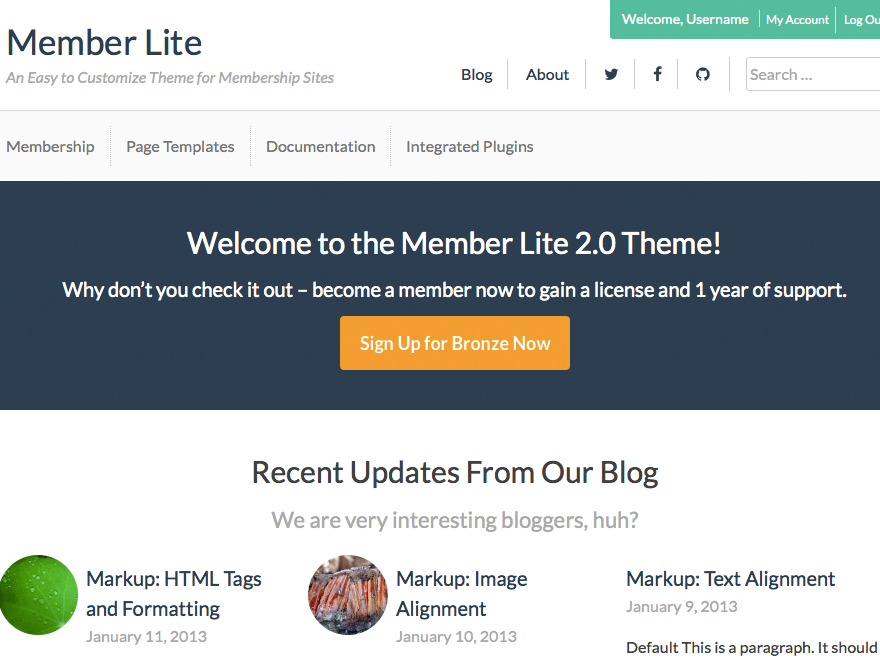 Welcome, Username My Account Log Ou
Member Lite
An Easy to Customize Theme for Membership Sites
Blog About Search ...
Membership Page Templates Documentation Integrated Plugins
Welcome to the Member Lite 2.0 Theme!
Why don’t you check it out – become a member now to gain a license and 1 year of support.
Sign Up for Bronze Now
Recent Updates From Our Blog
We are very interesting bloggers, huh?
Markup: HTML Tags
and Formatting
January 11, 2013
Markup: Image
Alignment
January 10, 2013
Markup: Text Alignment
January 9, 2013
Default This is a paragraph. It should